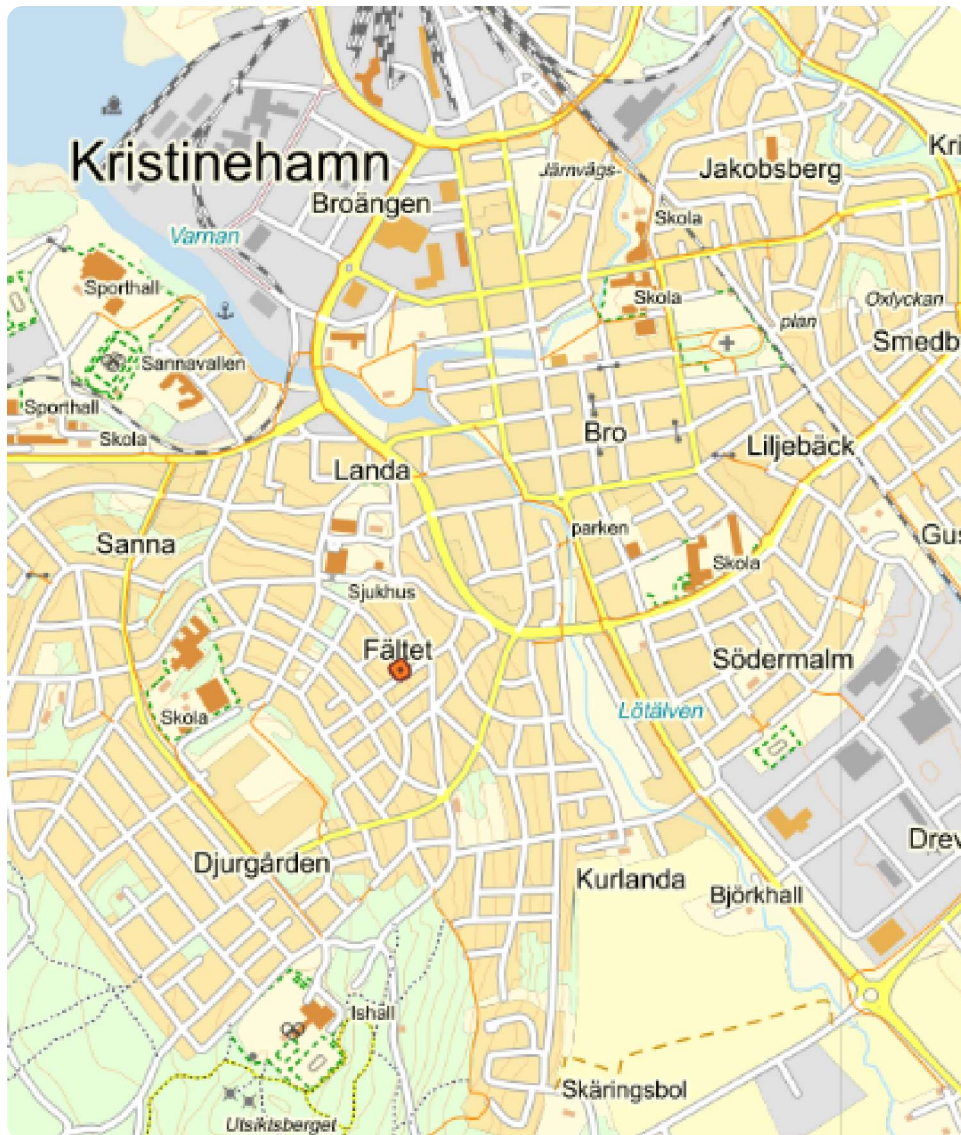 Kristinehamn
Järnvägs-
Jakobsberg
Kri
Broängen
Skola
Varnan
Sporthall
Skola
Oxlyckan
plan
Smedb
Sannavallen
Sporthall
Skola
Bro
Liljebäck
Landa
parken
Sanna
Gus
Skola
Sjukhus
Fältet
Södermalm
Skola
Lötälven
Drev
Djurgården
Kurlanda
Björkhall
Ishall
Skäringsbol
Utsiktsberget